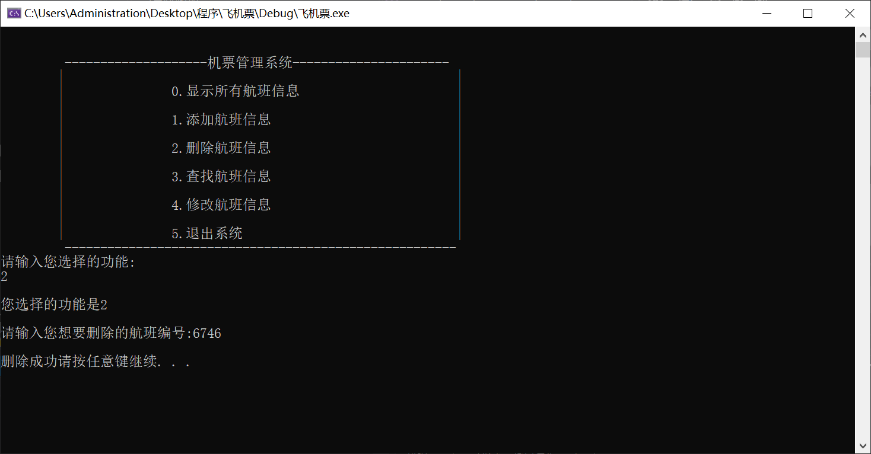 C:\Users\Administration\Desktop\程序\飞机票\Debug\飞机票.exe
--------------------机票管理系统----------------------
0.显示所有航班信息
1.添加航班信息
2.删除航班信息
3.查找航班信息
4.修改航班信息
5.退出系统
-------------------------------------------------------
请输入您选择的功能:
2
您选择的功能是2
请输入您想要删除的航班编号:6746
删除成功请按任意键继续. . .